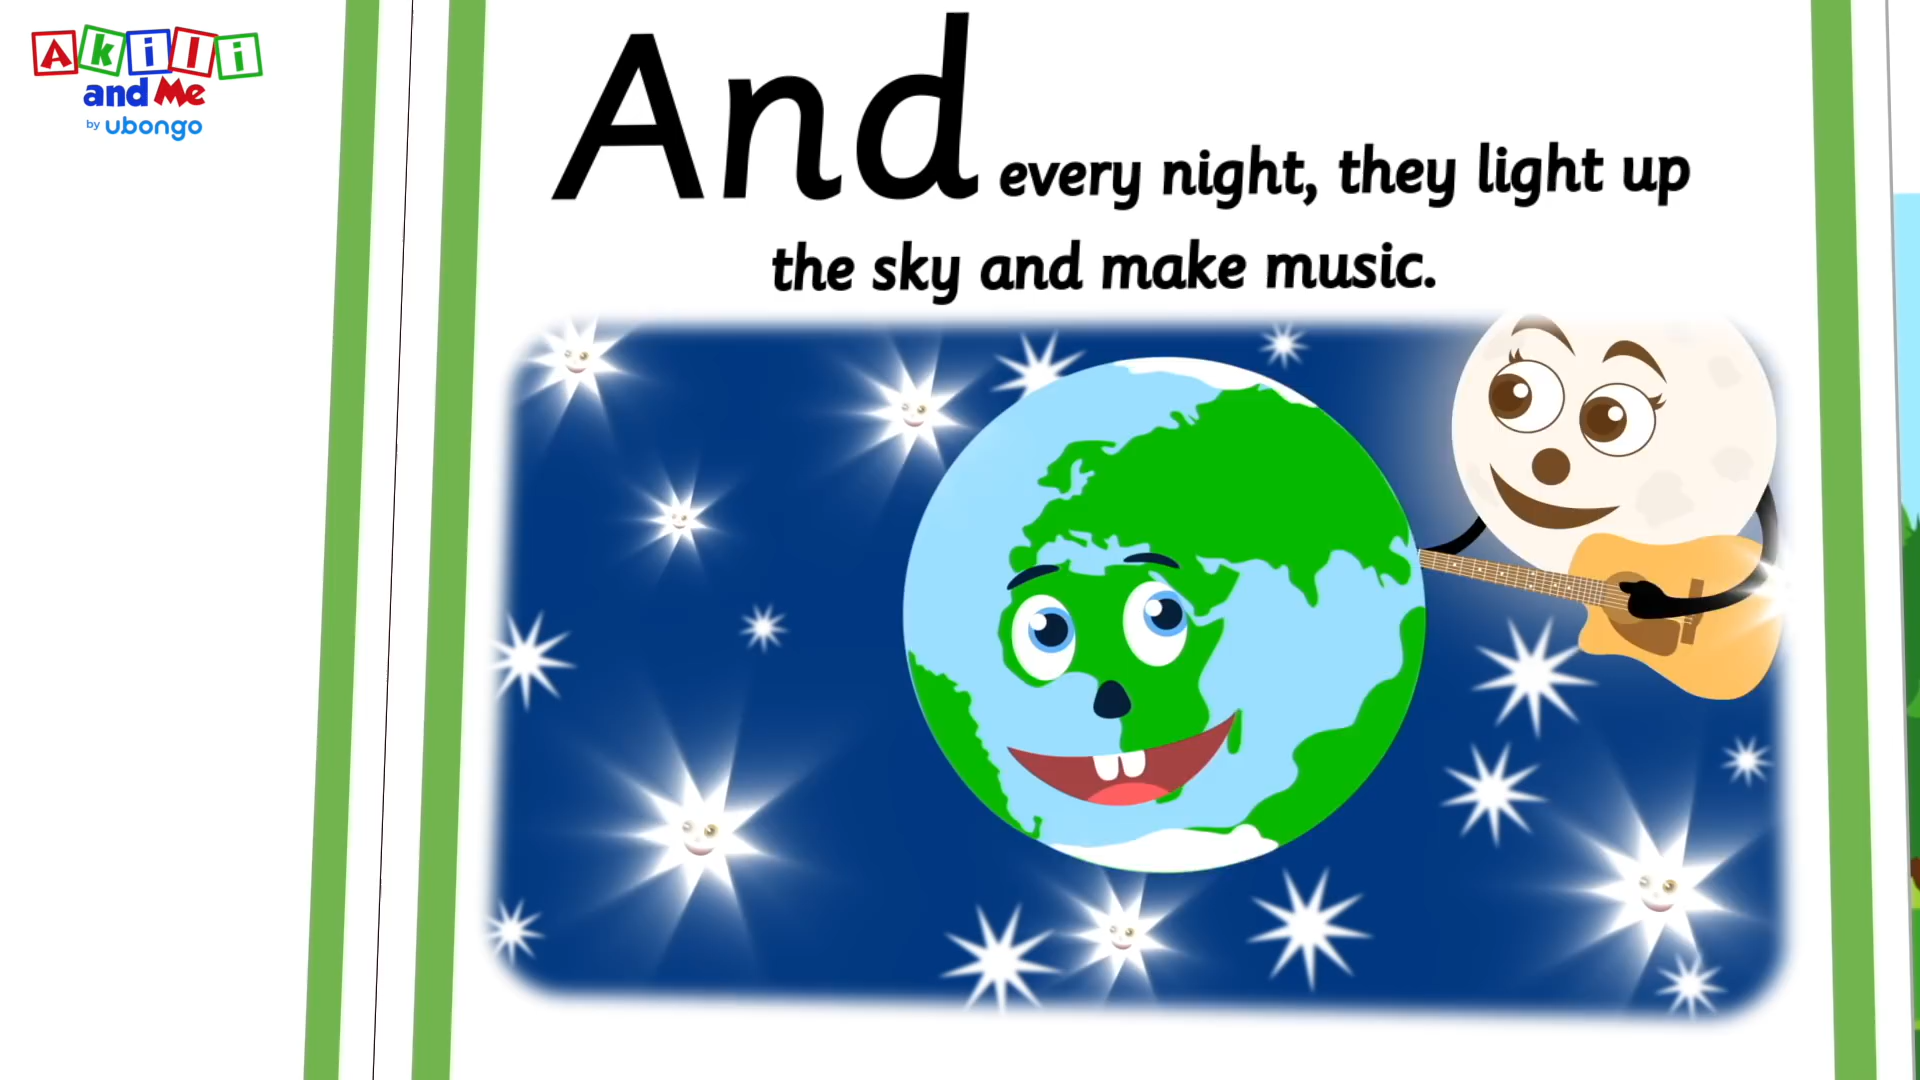 Akili
and Me
by ubongo
And every night, they light up
the sky and make music.